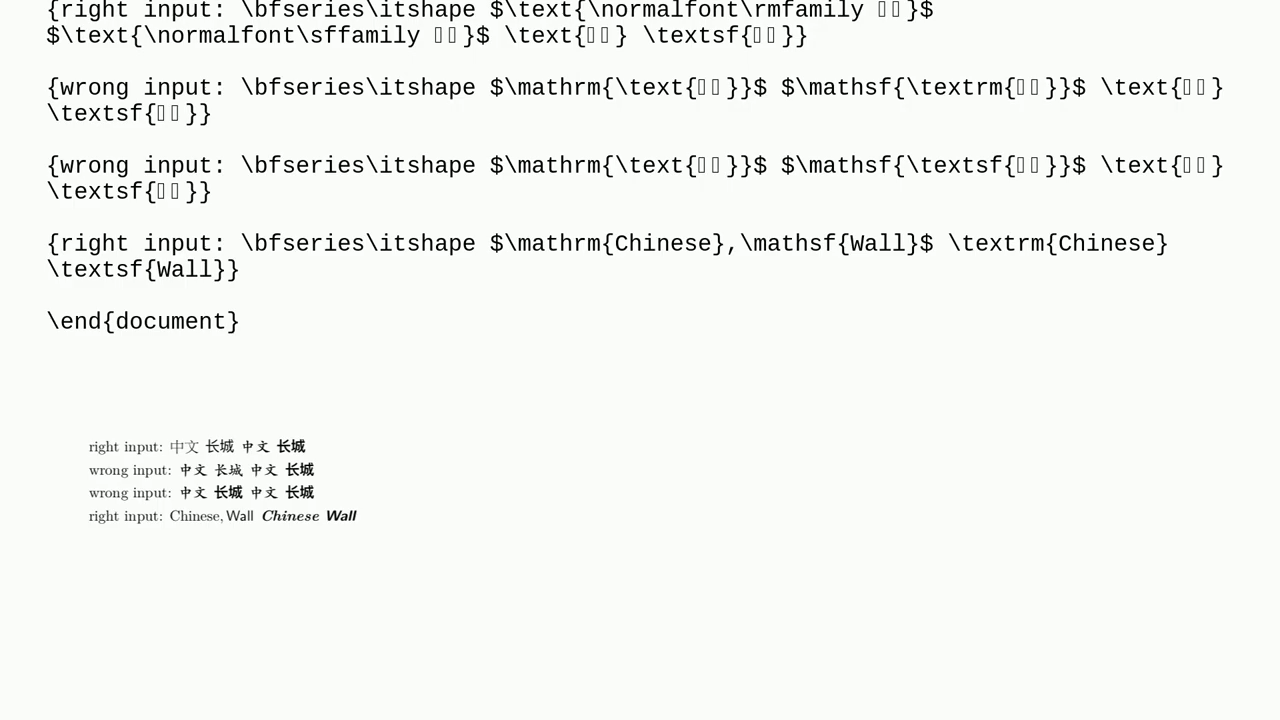 {right input: \bfseries\itshape $\text{\normalfont\rmfamily ▯▯}$
$\text{\normalfont\sffamily ▯▯}$ \text{▯▯} \textsf{▯▯}}
{wrong input: \bfseries\itshape $\mathrm{\text{▯▯}}$ $\mathsf{\textrm{▯▯}}$ \text{▯▯}
\textsf{▯▯}}
{wrong input: \bfseries\itshape $\mathrm{\text{▯▯}}$ $\mathsf{\textsf{▯▯}}$ \text{▯▯}
\textsf{▯▯}}
{right input: \bfseries\itshape $\mathrm{Chinese},\mathsf{Wall}$ \textrm{Chinese}
\textsf{Wall}}
\end{document}
right input: 中文 长城 中文 长城
wrong input: 中文 长城 中文 长城
wrong input: 中文 长城 中文 长城
right input: Chinese, Wall Chinese Wall